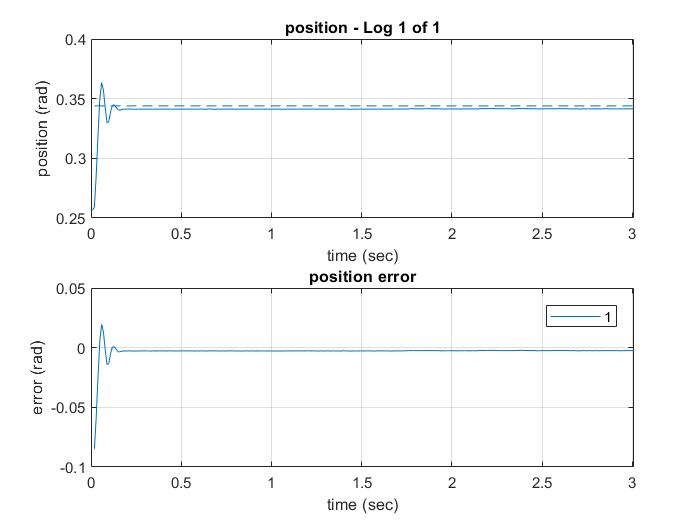 position - Log 1 of 1
0.4
0.35
0.3
0.25
position (rad)
0 0.5 1 1.5 2 2.5 3
time (sec)
position error
0.05
0
-0.05
-0.1
error (rad)
1
0 0.5 1 1.5 2 2.5 3
time (sec)